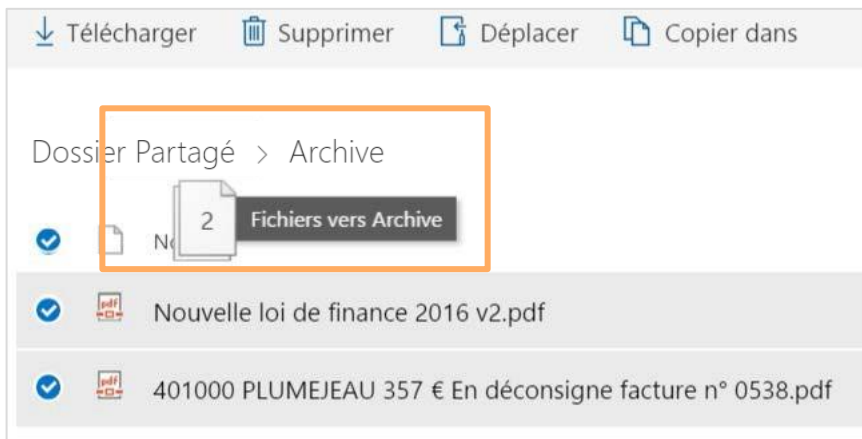 Télécharger Supprimer Déplacer Copier dans
Dossier Partagé > Archive
2 Fichiers vers Archive
Nouvelle loi de finance 2016 v2.pdf
401000 PLUMEJEAU 357 € En déconsigne facture n° 0538.pdf